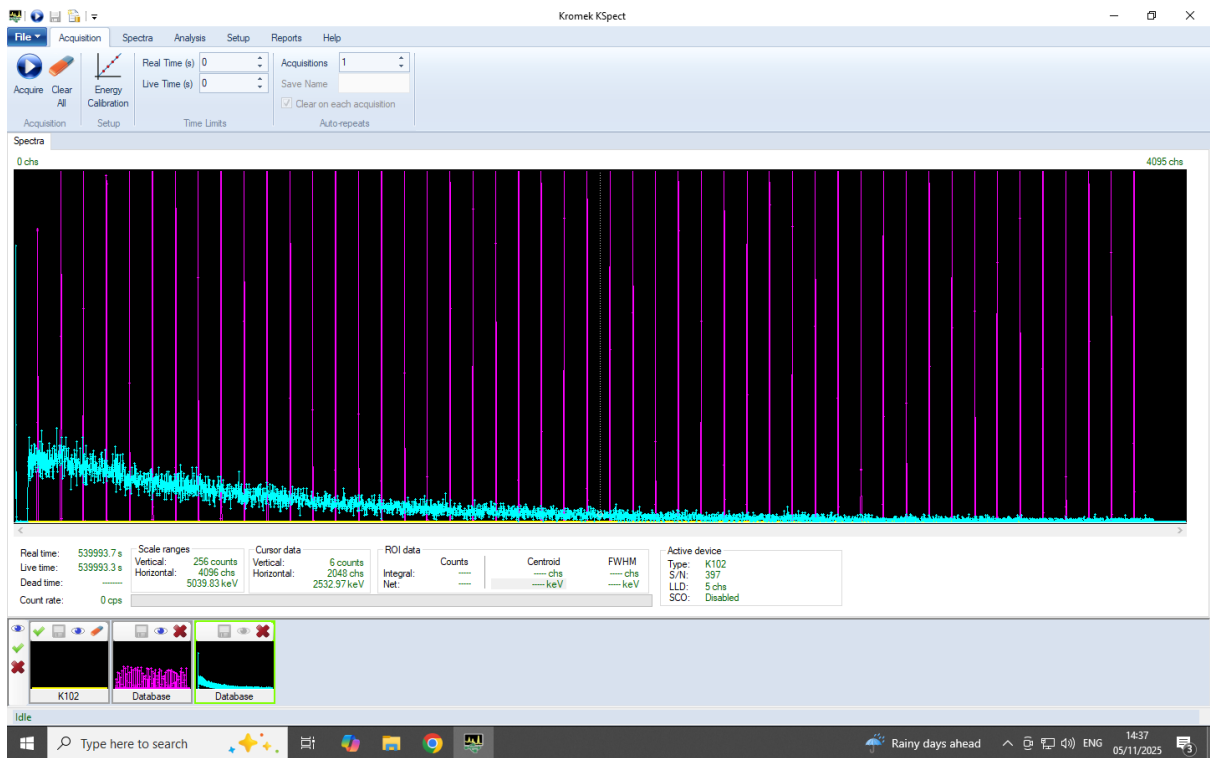 Kromek KSpect
File Acquisition Spectra Analysis Setup Reports Help
Real Time (s) 0 Acquisitions 1
Live Time (s) 0 Save Name
Acquire Clear All Energy Calibration
Clear on each acquisition
Acquisition Setup Time Limits Auto-repeats
Spectra
0 chs 4095 chs
Real time: 539993.7 s
Live time: 539993.3 s
Dead time: --------
Count rate: 0 cps
Scale ranges
Vertical: 256 counts
Horizontal: 4096 chs
5039.83 keV
Cursor data
Vertical: 6 counts
Horizontal: 2048 chs
2532.97 keV
ROI data
Counts Centroid FWHM
Integral: ---- ---- chs ---- chs
Net: ---- ---- keV ---- keV
Active device
Type: K102
S/N: 397
LLD: 5 chs
SCO: Disabled
K102 Database Database
Idle
Type here to search Rainy days ahead ENG 14:37
05/11/2025
3